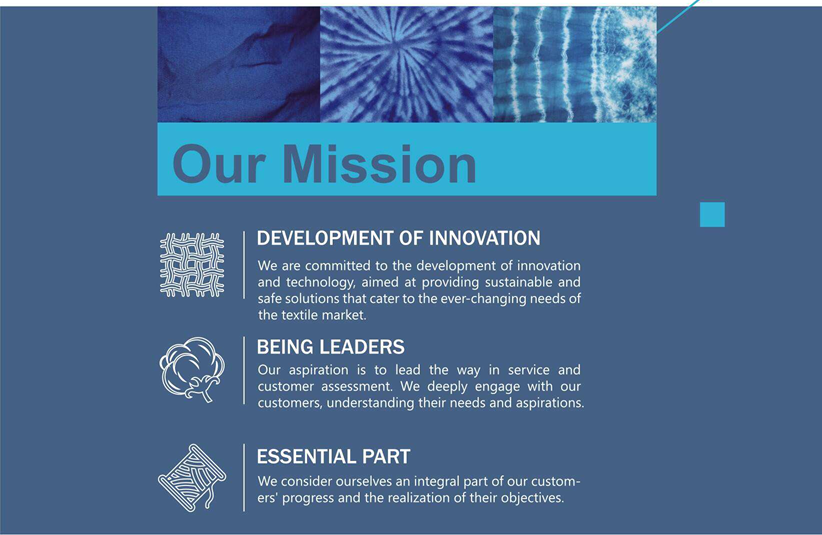 Our Mission
DEVELOPMENT OF INNOVATION
We are committed to the development of innovation
and technology, aimed at providing sustainable and
safe solutions that cater to the ever-changing needs of
the textile market.
BEING LEADERS
Our aspiration is to lead the way in service and
customer assessment. We deeply engage with our
customers, understanding their needs and aspirations.
ESSENTIAL PART
We consider ourselves an integral part of our custom-
ers' progress and the realization of their objectives.